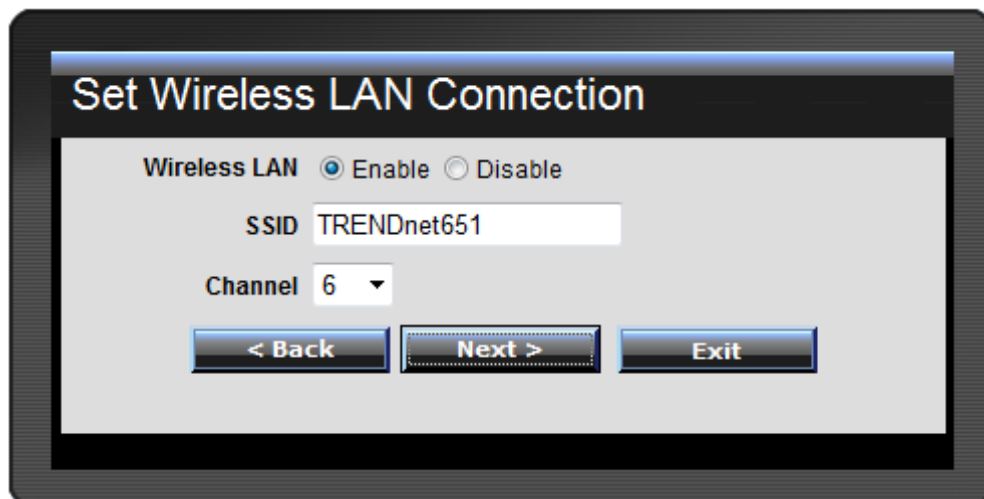 Set Wireless LAN Connection
Wireless LAN Enable Disable
SSID TRENDnet651
Channel 6
< Back Next > Exit